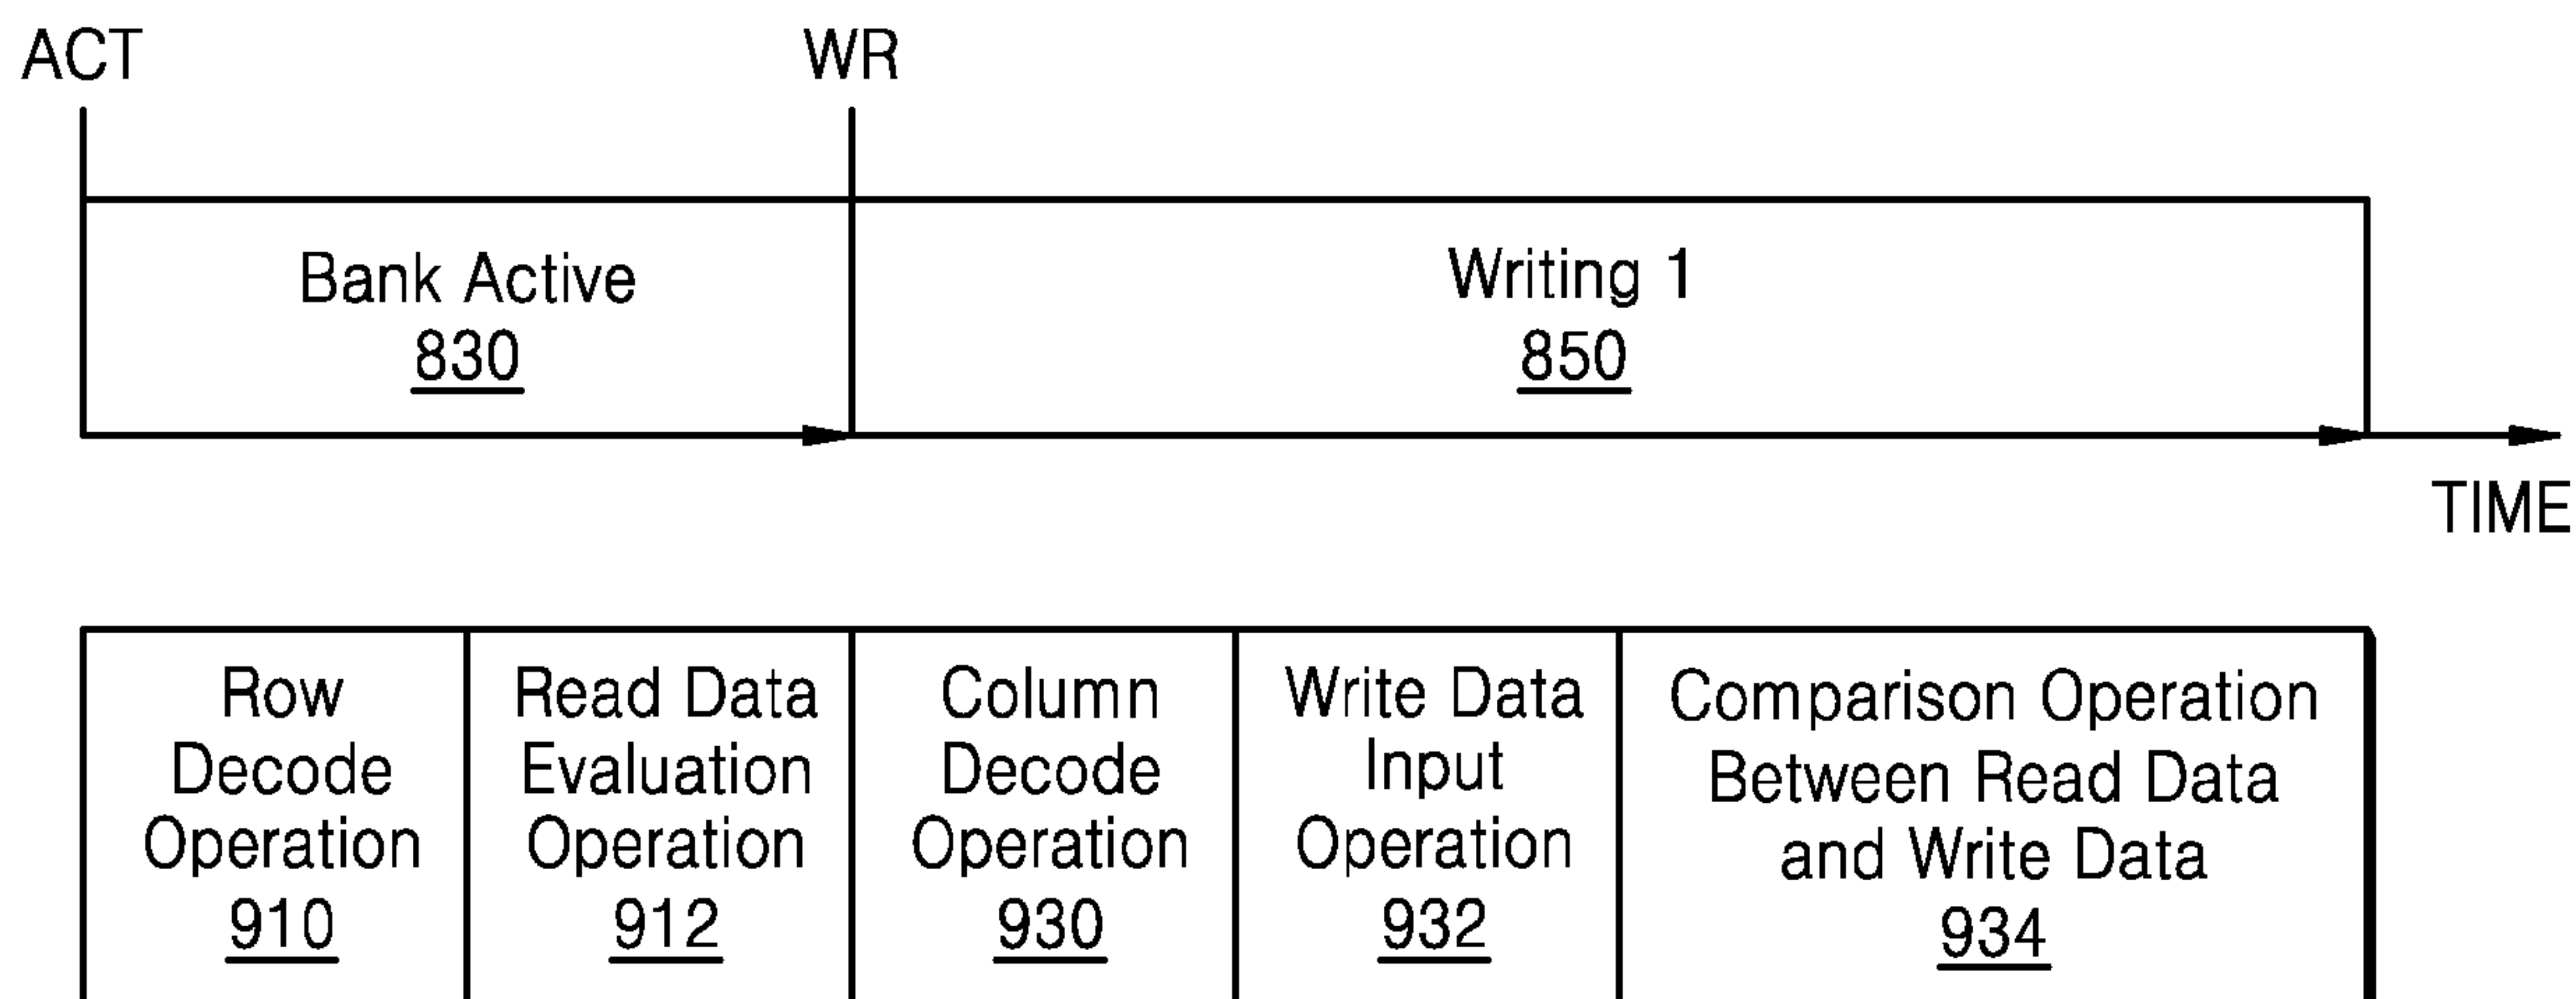 ACT WR
Bank Active
830
Writing 1
850
TIME
Row
Decode
Operation
910
Read Data
Evaluation
Operation
912
Column
Decode
Operation
930
Write Data
Input
Operation
932
Comparison Operation
Between Read Data
and Write Data
934